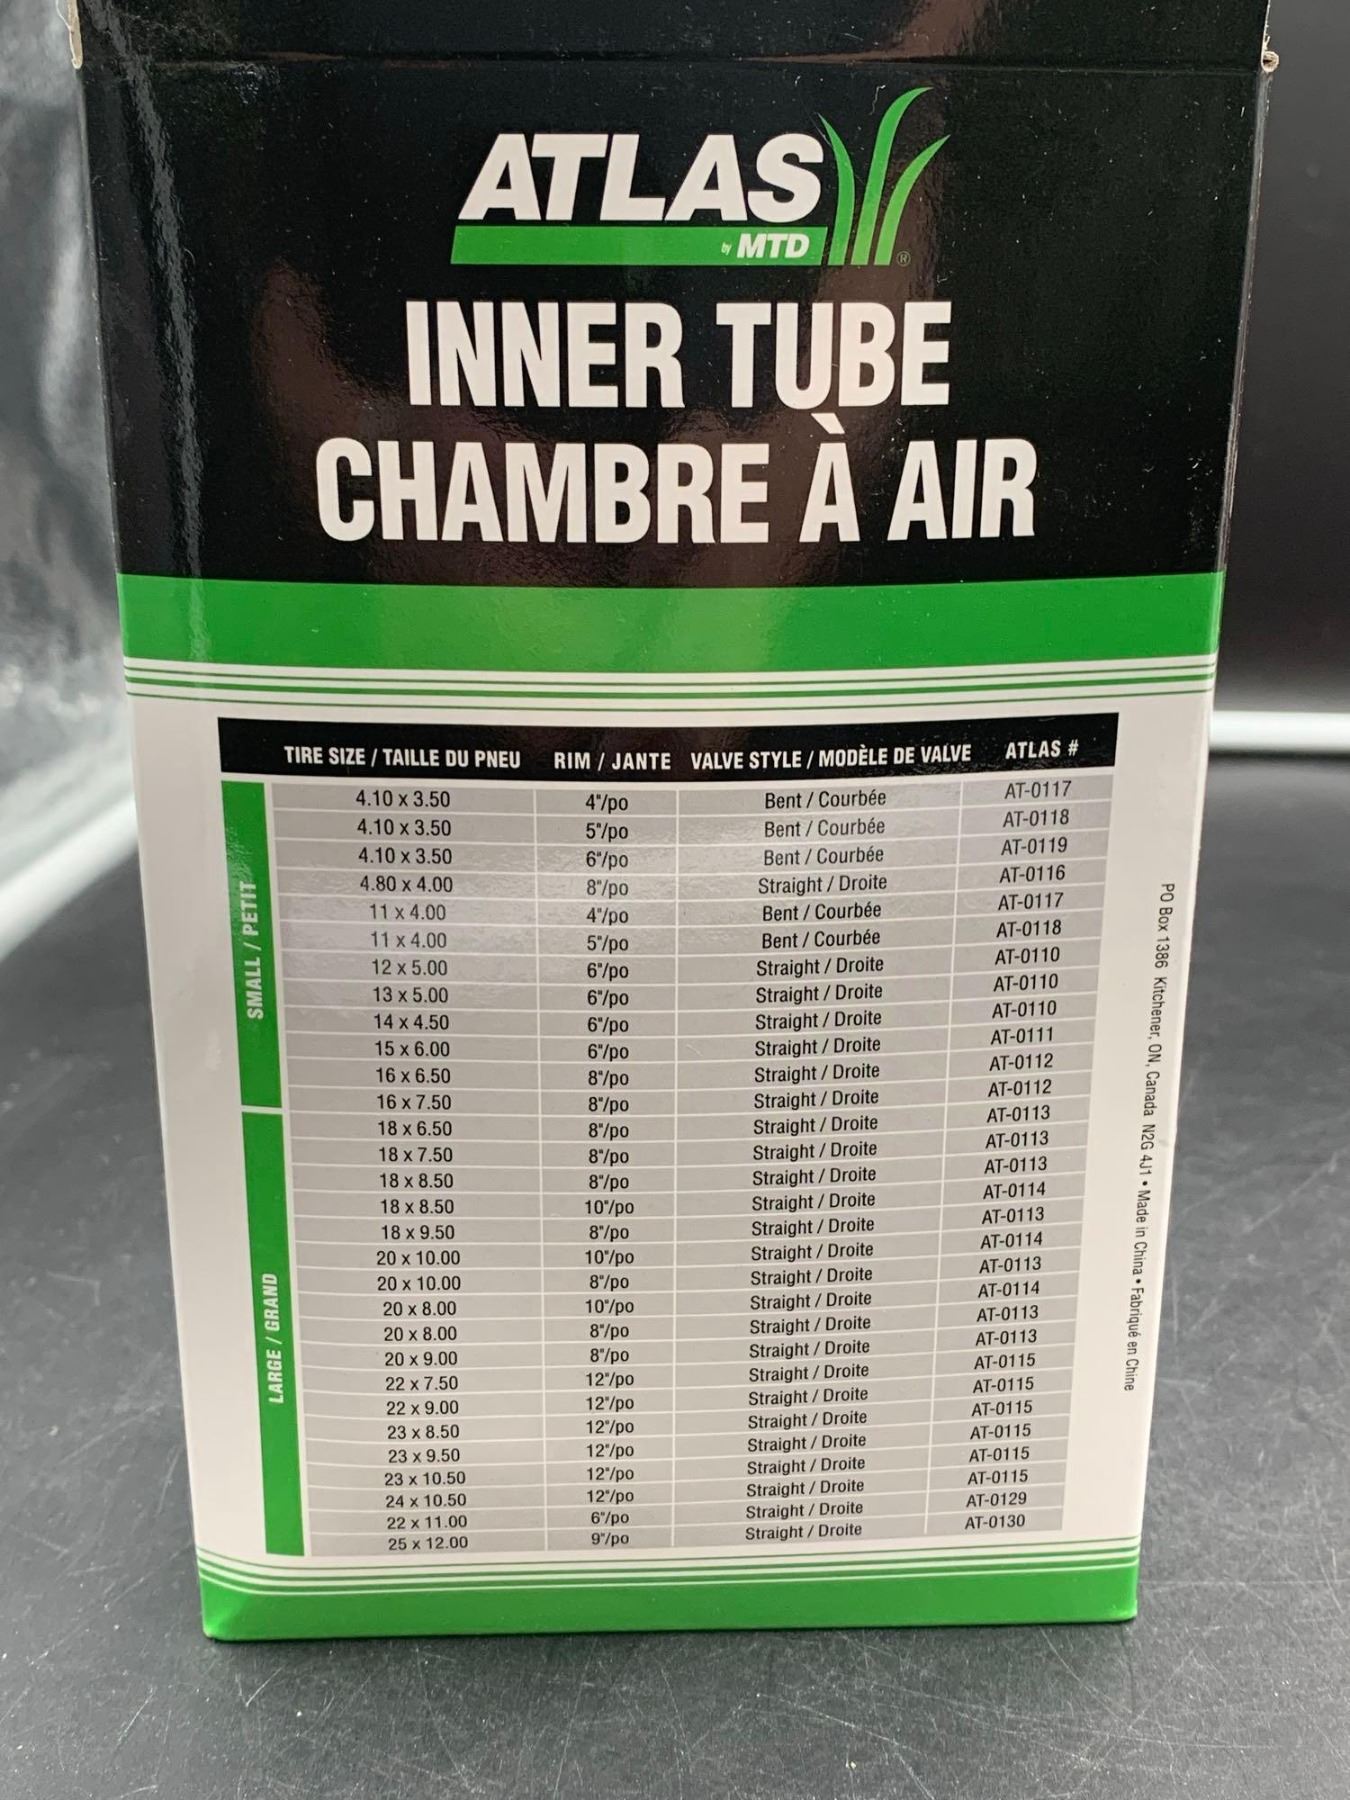 ATLAS
by MTD
®
INNER TUBE
CHAMBRE À AIR
TIRE SIZE / TAILLE DU PNEU RIM / JANTE VALVE STYLE / MODÈLE DE VALVE ATLAS #
SMALL / PETIT
4.10 x 3.50 4"/po Bent / Courbée AT-0117
4.10 x 3.50 5"/po Bent / Courbée AT-0118
4.10 x 3.50 6"/po Bent / Courbée AT-0119
4.80 x 4.00 8"/po Straight / Droite AT-0116
11 x 4.00 4"/po Bent / Courbée AT-0117
11 x 4.00 5"/po Bent / Courbée AT-0118
12 x 5.00 6"/po Straight / Droite AT-0110
13 x 5.00 6"/po Straight / Droite AT-0110
14 x 4.50 6"/po Straight / Droite AT-0110
15 x 6.00 6"/po Straight / Droite AT-0111
16 x 6.50 8"/po Straight / Droite AT-0112
16 x 7.50 8"/po Straight / Droite AT-0112
LARGE / GRAND
18 x 6.50 8"/po Straight / Droite AT-0113
18 x 7.50 8"/po Straight / Droite AT-0113
18 x 8.50 8"/po Straight / Droite AT-0113
18 x 8.50 10"/po Straight / Droite AT-0114
18 x 9.50 8"/po Straight / Droite AT-0113
20 x 10.00 10"/po Straight / Droite AT-0114
20 x 10.00 8"/po Straight / Droite AT-0113
20 x 8.00 10"/po Straight / Droite AT-0114
20 x 8.00 8"/po Straight / Droite AT-0113
20 x 9.00 8"/po Straight / Droite AT-0113
22 x 7.50 12"/po Straight / Droite AT-0115
22 x 9.00 12"/po Straight / Droite AT-0115
23 x 8.50 12"/po Straight / Droite AT-0115
23 x 9.50 12"/po Straight / Droite AT-0115
23 x 10.50 12"/po Straight / Droite AT-0115
24 x 10.50 12"/po Straight / Droite AT-0115
22 x 11.00 6"/po Straight / Droite AT-0129
25 x 12.00 9"/po Straight / Droite AT-0130
PO Box 1386 Kitchener, ON, Canada N2G 4J1 • Made in China • Fabriqué en Chine